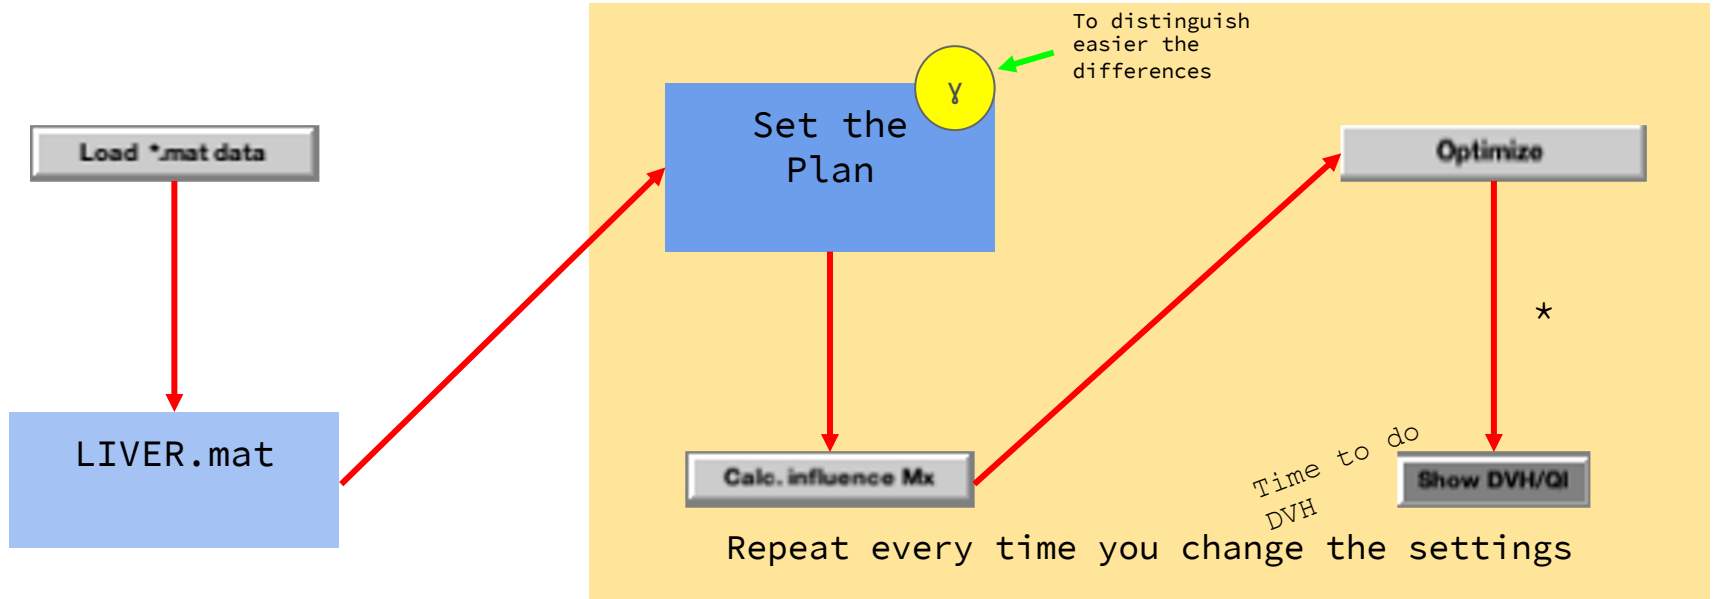 Load *.mat data
LIVER.mat
Set the
Plan
γ
To distinguish
easier the
differences
Calc. influence Mx
Optimize
*
Time to do
DVH
Show DVH/QI
Repeat every time you change the settings